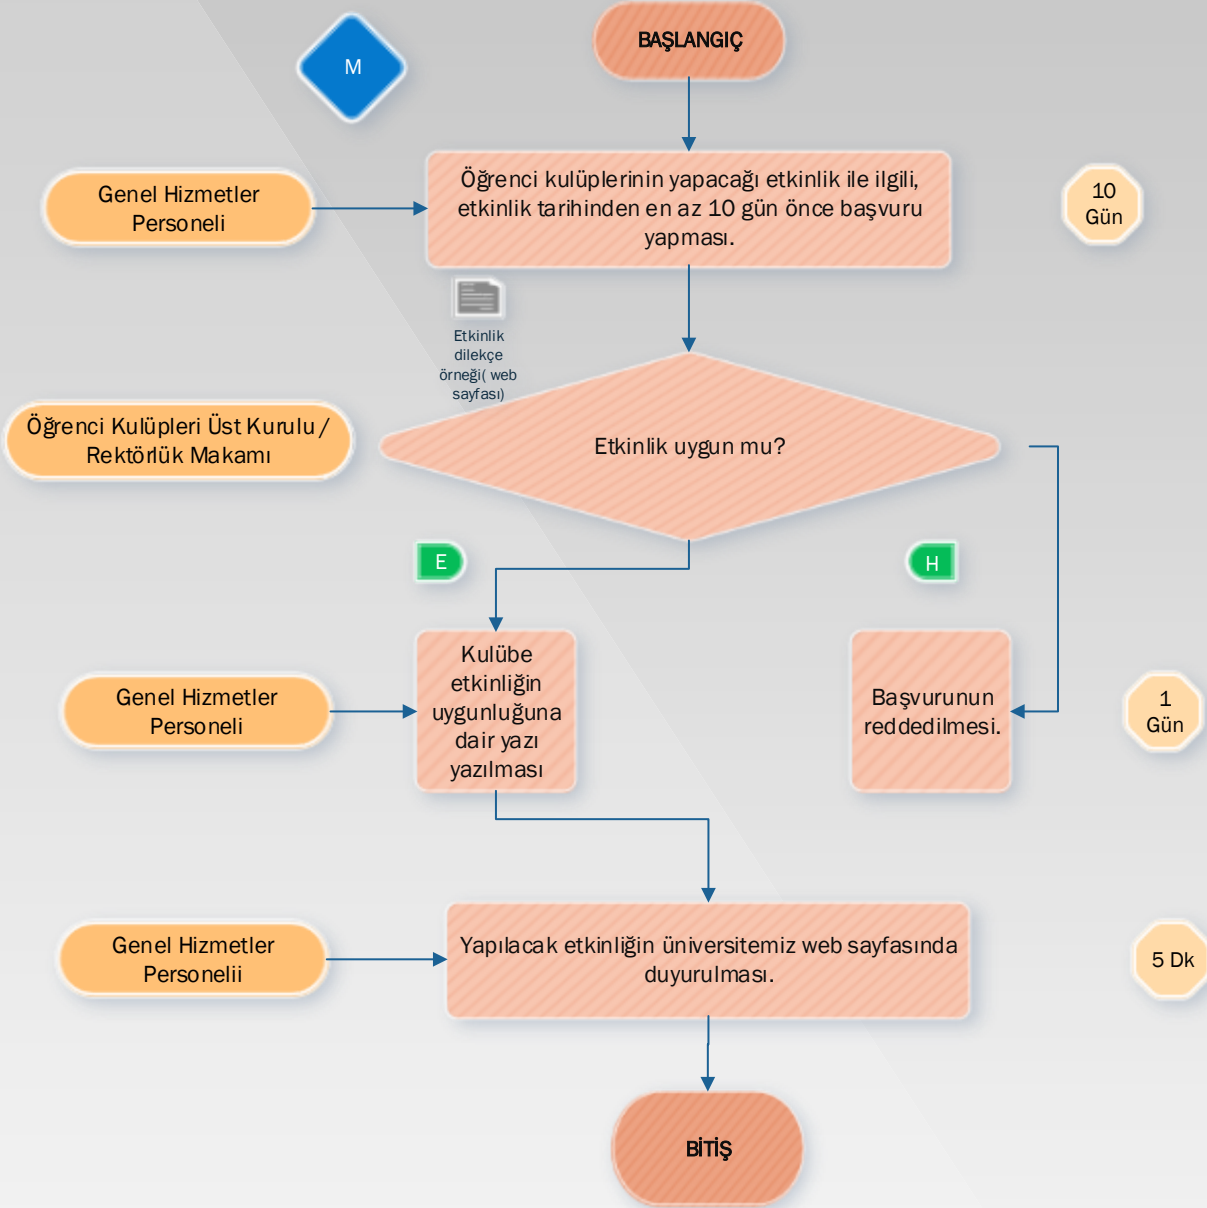 M
BAŞLANGIÇ
Genel Hizmetler
Personeli
Öğrenci kulüplerinin yapacağı etkinlik ile ilgili,
etkinlik tarihinden en az 10 gün önce başvuru
yapması.
10
Gün
Etkinlik
dilekçe
örneği( web
sayfası)
Öğrenci Kulüpleri Üst Kurulu /
Rektörlük Makamı
Etkinlik uygun mu?
E
H
Genel Hizmetler
Personeli
Kulübe
etkinliğin
uygunluğuna
dair yazı
yazılması
Başvurunun
reddedilmesi.
1
Gün
Genel Hizmetler
Personelii
Yapılacak etkinliğin üniversitemiz web sayfasında
duyurulması.
5 Dk
BİTİŞ